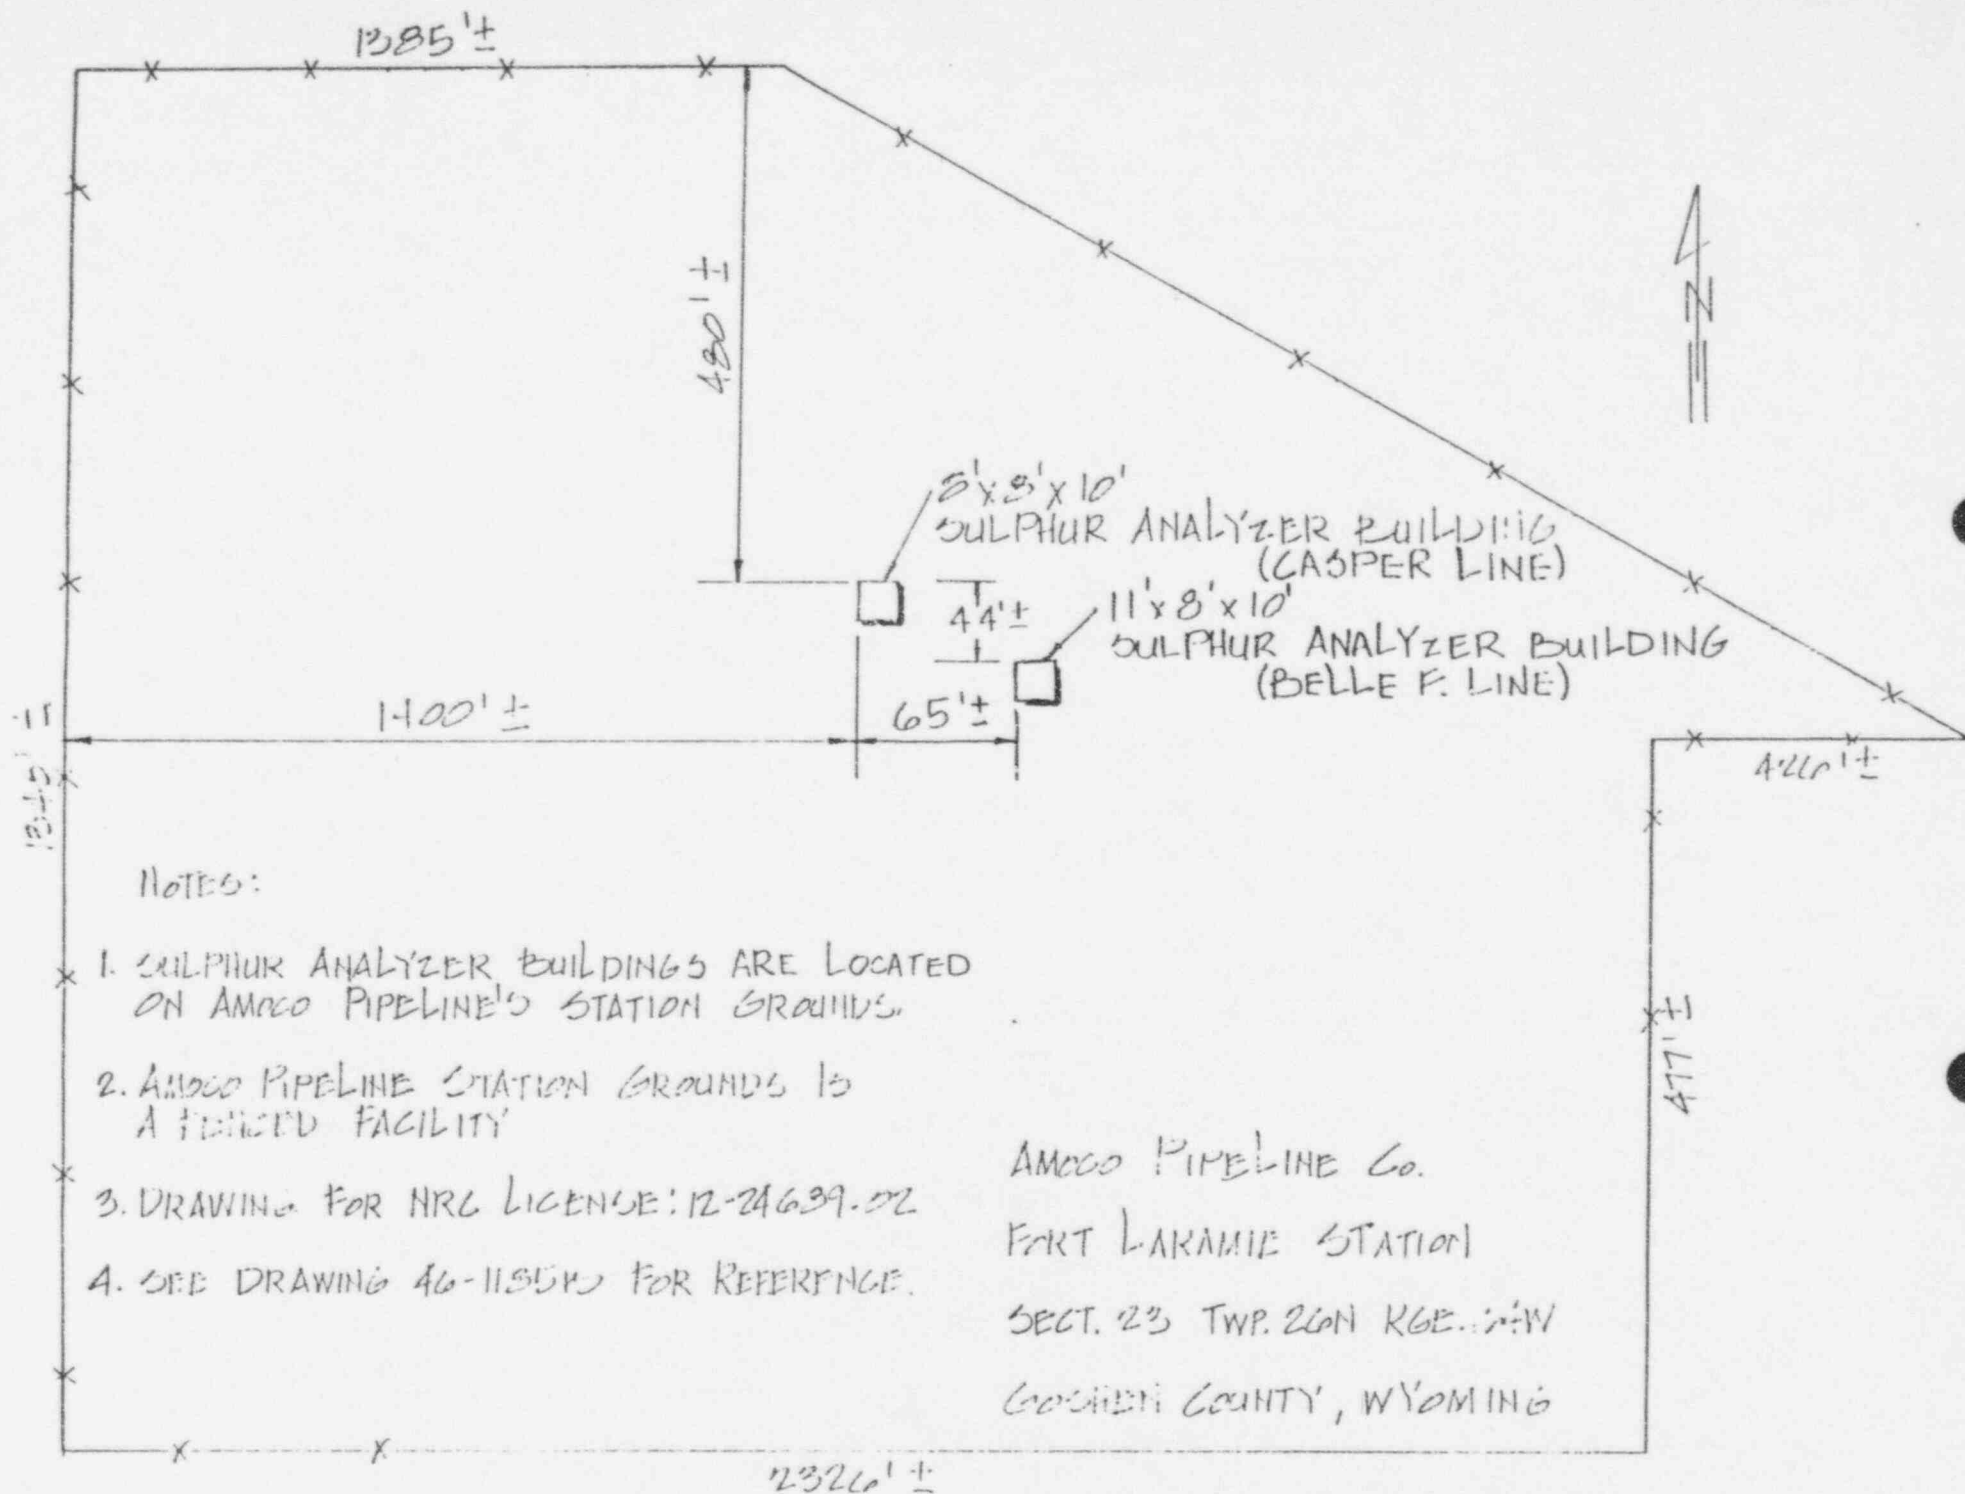 1385'±
480'±
8'x8'x10'
SULPHUR ANALYZER BUILDING
(CASPER LINE)
44'±
11'x8'x10'
SULPHUR ANALYZER BUILDING
(BELLE F. LINE)
1400'±
65'±
426'±
N
477'±
NOTES:
1. SULPHUR ANALYZER BUILDINGS ARE LOCATED
ON AMOCO PIPELINE'S STATION GROUNDS.
2. AMOCO PIPELINE STATION GROUNDS IS
A FENCED FACILITY
3. DRAWING FOR NRC LICENSE: 12-24639-02
4. SEE DRAWING FOR REFERENCE.
AMOCO PIPELINE CO.
FORT LARAMIE STATION
SECT. 23 TWP. 26N RGE.
GOSHEN COUNTY, WYOMING
2326'±